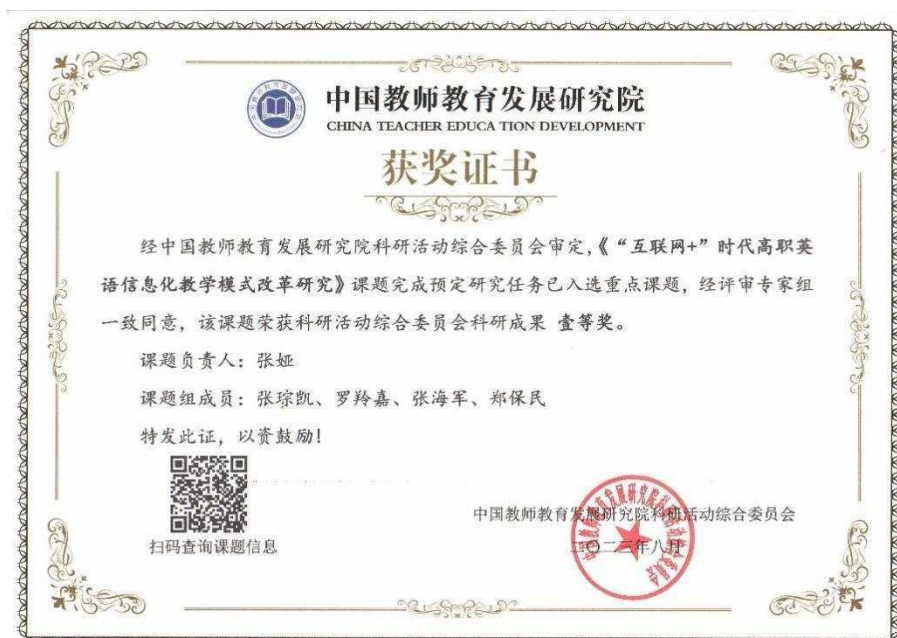 中国教师教育发展研究院
CHINA TEACHER EDUCA TION DEVELOPMENT
获奖证书
经中国教师教育发展研究院科研活动综合委员会审定,《“互联网+”时代高职英
语信息化教学模式改革研究》课题完成预定研究任务已入选重点课题，经评审专家组
一致同意，该课题荣获科研活动综合委员会科研成果 壹等奖。
课题负责人：张娅
课题组成员：张琮凯、罗羚嘉、张海军、郑保民
特发此证，以资鼓励！
中国教师教育发展研究院科研活动综合委员会
二〇二三年八月
扫码查询课题信息